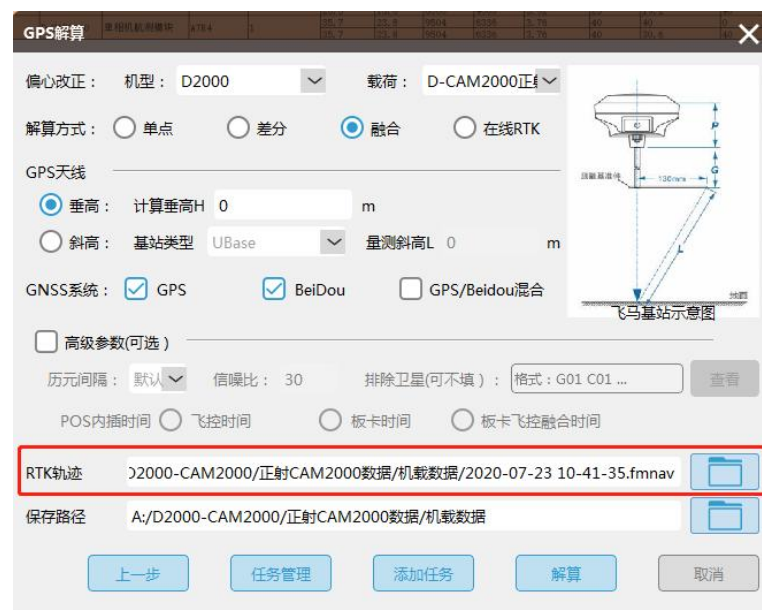 GPS解算
偏心改正： 机型： D2000 载荷： D-CAM2000正射
解算方式： 单点 差分 融合 在线RTK
GPS天线
垂高： 计算垂高H 0 m
斜高： 基站类型 UBase 量测斜高L 0 m
GNSS系统： GPS BeiDou GPS/Beidou混合
P
G
130mm
L
地面
飞马基站示意图
高级参数(可选)
历元间隔： 默认 信噪比： 30 排除卫星(可不填)： 格式：G01 C01 ... 查看
POS内插时间 飞控时间 板卡时间 板卡飞控融合时间
RTK轨迹 D2000-CAM2000/正射CAM2000数据/机载数据/2020-07-23 10-41-35.fmnav
保存路径 A:/D2000-CAM2000/正射CAM2000数据/机载数据
上一步 任务管理 添加任务 解算 取消